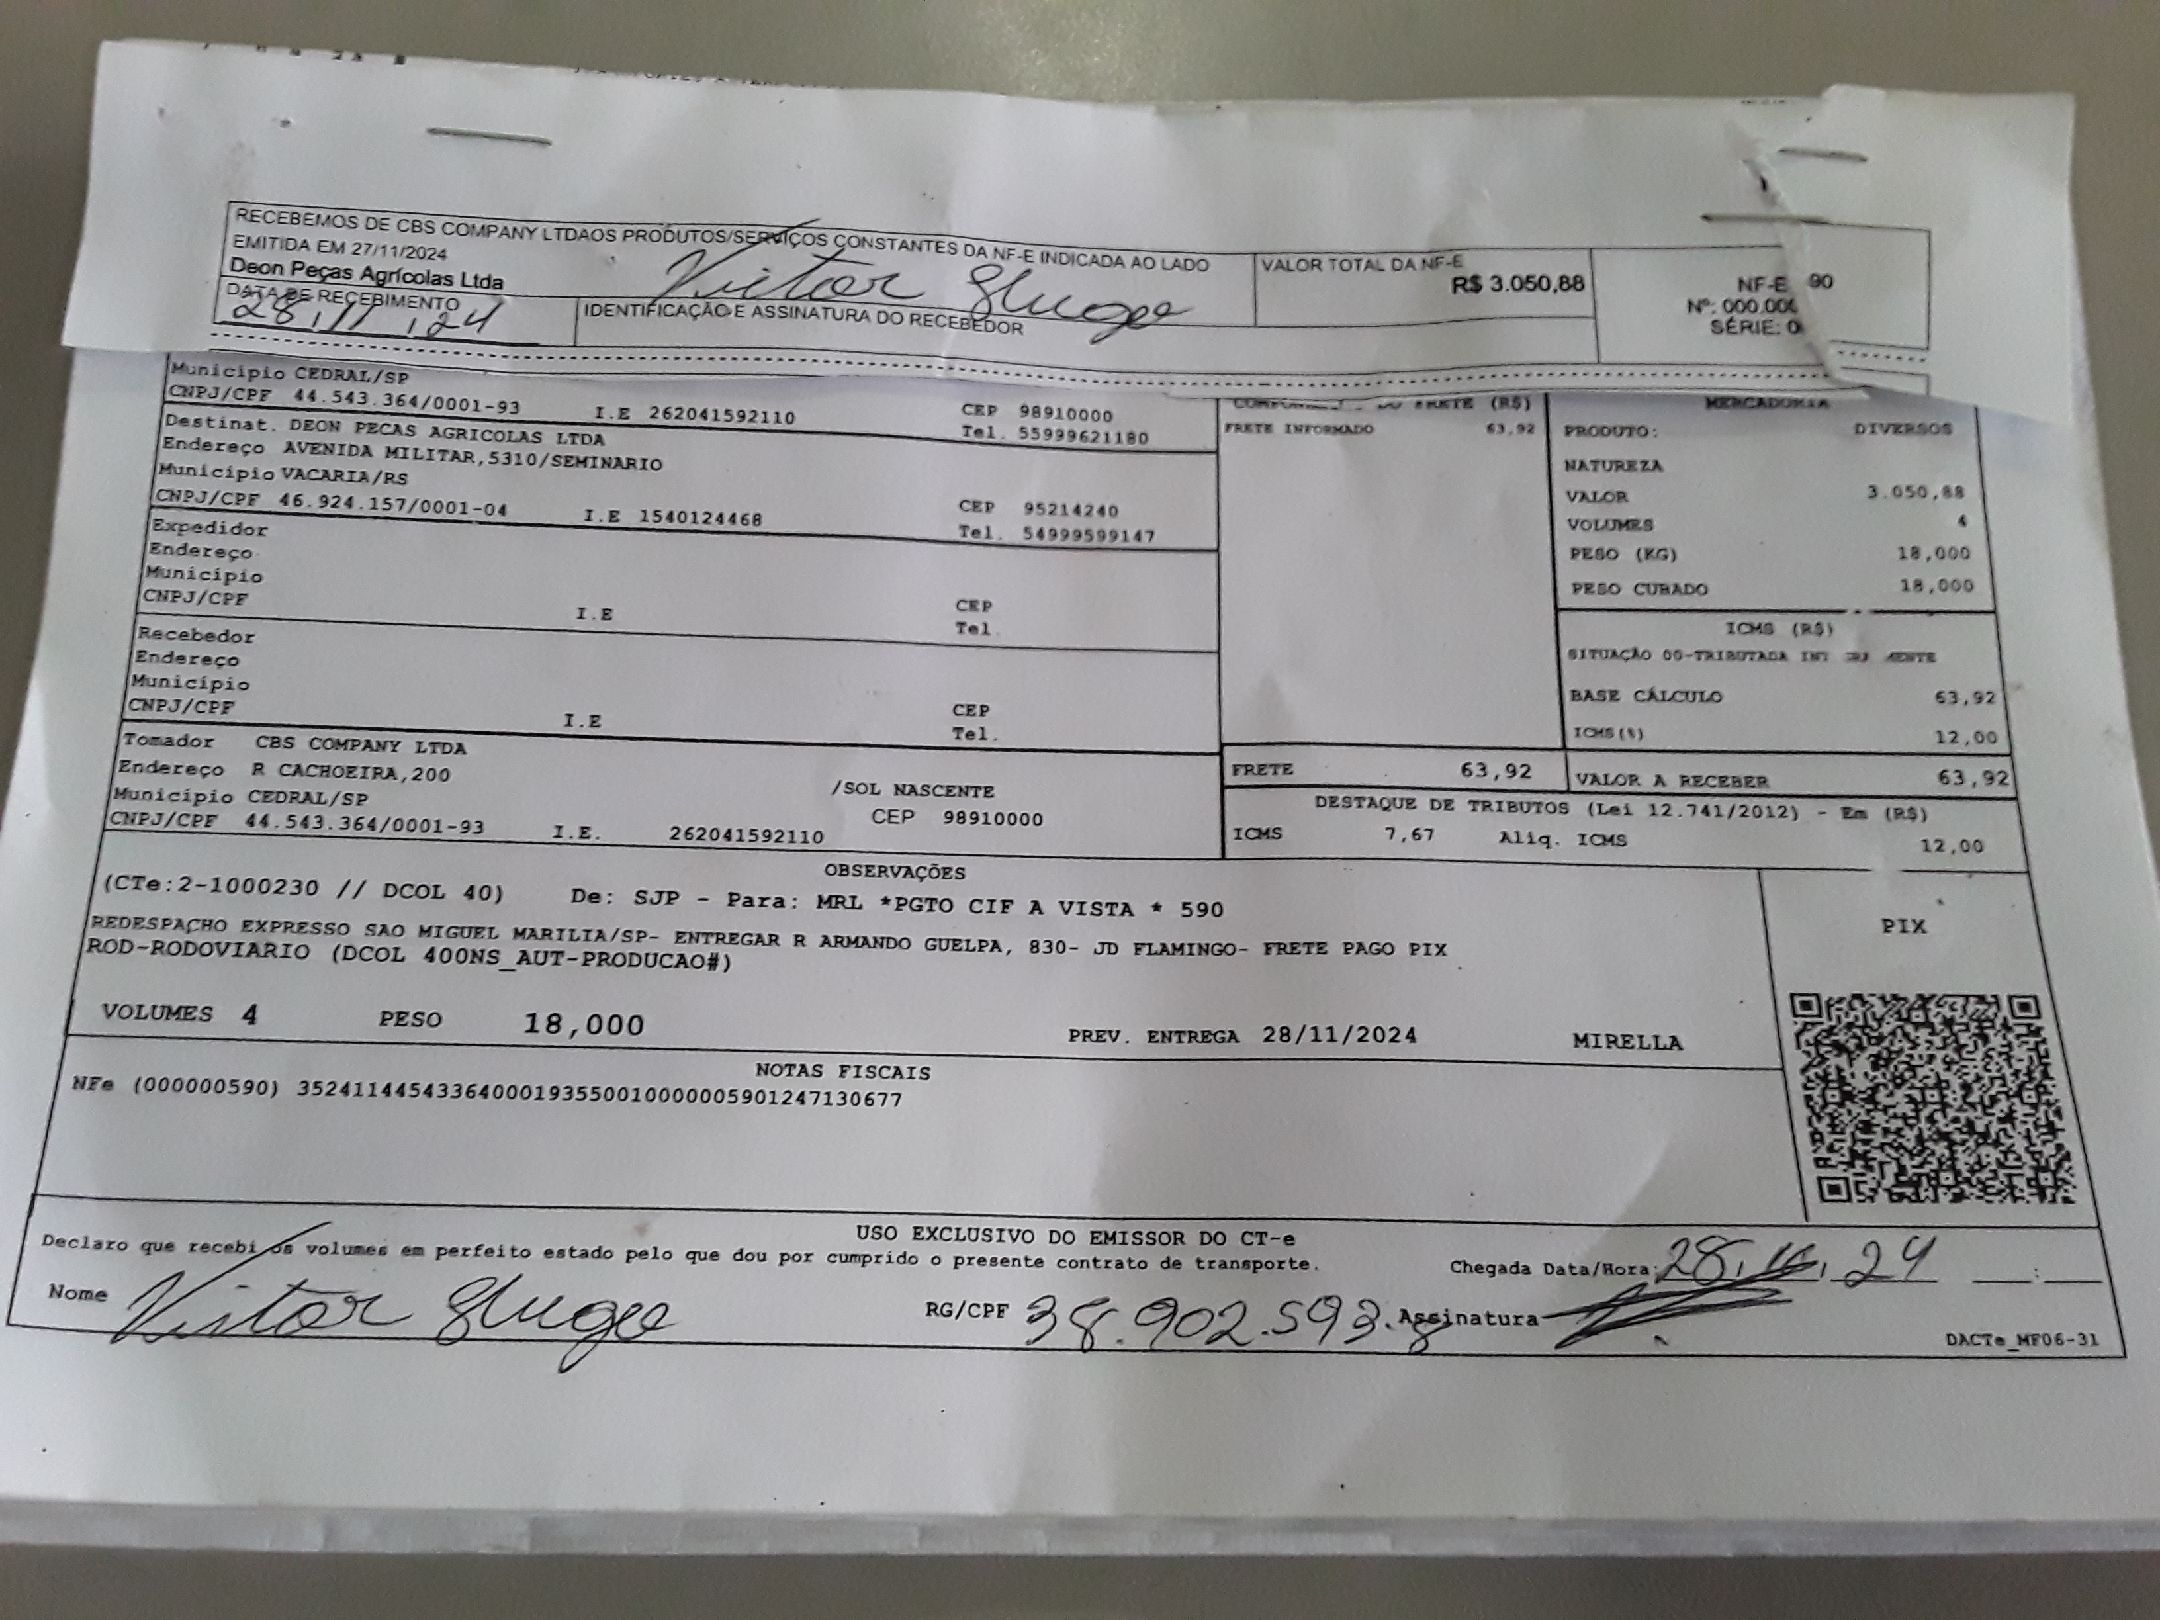 RECEBEMOS DE CBS COMPANY LTDAOS PRODUTOS/SERVIÇOS CONSTANTES DA NF-E INDICADA AO LADO
EMITIDA EM 27/11/2024
Deon Peças Agrícolas Ltda
DATA DE RECEBIMENTO
28,11,24
Vitor
IDENTIFICAÇÃO E ASSINATURA DO RECEBEDOR
VALOR TOTAL DA NF-E
R$ 3.050,88
NF-E 90
Nº: 000.00
SÉRIE: 0
Município CEDRAL/SP
CNPJ/CPF 44.543.364/0001-93 I.E 262041592110 CEP 98910000
Tel. 55999621180
Destinat. DEON PECAS AGRICOLAS LTDA
Endereço AVENIDA MILITAR,5310/SEMINARIO
Município VACARIA/RS
CNPJ/CPF 46.924.157/0001-04 I.E 1540124468 CEP 95214240
Tel. 54999599147
Expedidor
Endereço
Município
CNPJ/CPF I.E CEP
Tel.
Recebedor
Endereço
Município
CNPJ/CPF I.E CEP
Tel.
Tomador CBS COMPANY LTDA
Endereço R CACHOEIRA,200 /SOL NASCENTE
Município CEDRAL/SP CEP 98910000
CNPJ/CPF 44.543.364/0001-93 I.E. 262041592110
DO FRETE (R$)
FRETE INFORMADO 63,92
MERCADORIA
PRODUTO: DIVERSOS
NATUREZA
VALOR 3.050,88
VOLUMES 4
PESO (KG) 18,000
PESO CUBADO 18,000
ICMS (R$)
SITUAÇÃO 00-TRIBUTADA
BASE CÁLCULO 63,92
ICMS(%) 12,00
FRETE 63,92 VALOR A RECEBER 63,92
DESTAQUE DE TRIBUTOS (Lei 12.741/2012) - Em (R$)
ICMS 7,67 Aliq. ICMS 12,00
OBSERVAÇÕES
(CTe:2-1000230 // DCOL 40) De: SJP - Para: MRL *PGTO CIF A VISTA * 590
REDESPACHO EXPRESSO SAO MIGUEL MARILIA/SP- ENTREGAR R ARMANDO GUELPA, 830- JD FLAMINGO- FRETE PAGO PIX
ROD-RODOVIARIO (DCOL 400NS_AUT-PRODUCAO#)
VOLUMES 4 PESO 18,000 PREV. ENTREGA 28/11/2024 MIRELLA
PIX
NOTAS FISCAIS
NFe (000000590) 35241144543364000193550010000005901247130677
USO EXCLUSIVO DO EMISSOR DO CT-e
Declaro que recebi os volumes em perfeito estado pelo que dou por cumprido o presente contrato de transporte.
Chegada Data/Hora: 28,11,24 :
Nome Vitor RG/CPF 38.902.593.8 Assinatura
DACTe_MF06-31